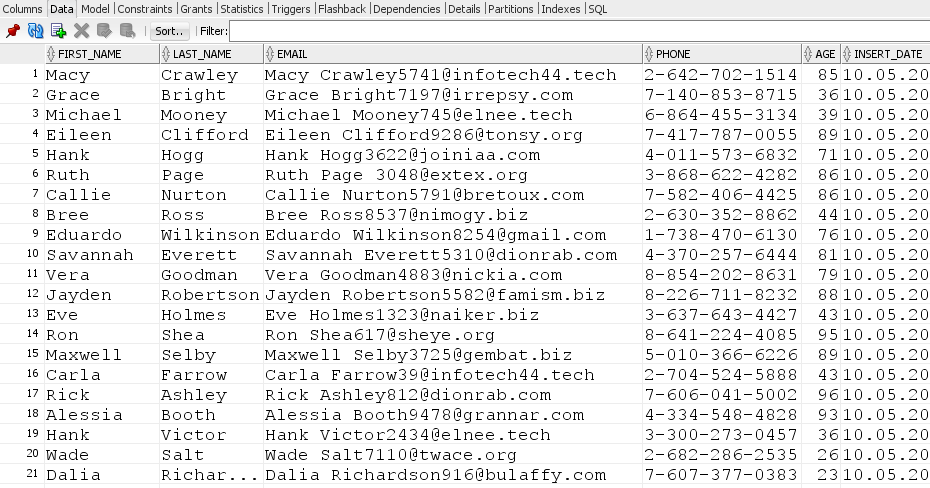 Columns Data Model Constraints Grants Statistics Triggers Flashback Dependencies Details Partitions Indexes SQL
Sort.. Filter:
FIRST_NAME LAST_NAME EMAIL PHONE AGE INSERT_DATE
1 Macy Crawley Macy Crawley5741@infotech44.tech 2-642-702-1514 85 10.05.20
2 Grace Bright Grace Bright7197@irrepsy.com 7-140-853-8715 36 10.05.20
3 Michael Mooney Michael Mooney745@elnee.tech 6-864-455-3134 39 10.05.20
4 Eileen Clifford Eileen Clifford9286@tonsy.org 7-417-787-0055 89 10.05.20
5 Hank Hogg Hank Hogg3622@joiniaa.com 4-011-573-6832 71 10.05.20
6 Ruth Page Ruth Page 3048@extex.org 3-868-622-4282 86 10.05.20
7 Callie Nurton Callie Nurton5791@bretoux.com 7-582-406-4425 86 10.05.20
8 Bree Ross Bree Ross8537@nimogy.biz 2-630-352-8862 44 10.05.20
9 Eduardo Wilkinson Eduardo Wilkinson8254@gmail.com 1-738-470-6130 76 10.05.20
10 Savannah Everett Savannah Everett5310@dionrab.com 4-370-257-6444 81 10.05.20
11 Vera Goodman Vera Goodman4883@nickia.com 8-854-202-8631 79 10.05.20
12 Jayden Robertson Jayden Robertson5582@famism.biz 8-226-711-8232 88 10.05.20
13 Eve Holmes Eve Holmes1323@naiker.biz 3-637-643-4427 43 10.05.20
14 Ron Shea Ron Shea617@sheye.org 8-641-224-4085 95 10.05.20
15 Maxwell Selby Maxwell Selby3725@gembat.biz 5-010-366-6226 89 10.05.20
16 Carla Farrow Carla Farrow39@infotech44.tech 2-704-524-5888 43 10.05.20
17 Rick Ashley Rick Ashley812@dionrab.com 7-606-041-5002 96 10.05.20
18 Alessia Booth Alessia Booth9478@grannar.com 4-334-548-4828 93 10.05.20
19 Hank Victor Hank Victor2434@elnee.tech 3-300-273-0457 36 10.05.20
20 Wade Salt Wade Salt7110@twace.org 2-682-286-2535 26 10.05.20
21 Dalia Richar... Dalia Richardson916@bulaffy.com 7-607-377-0383 23 10.05.20